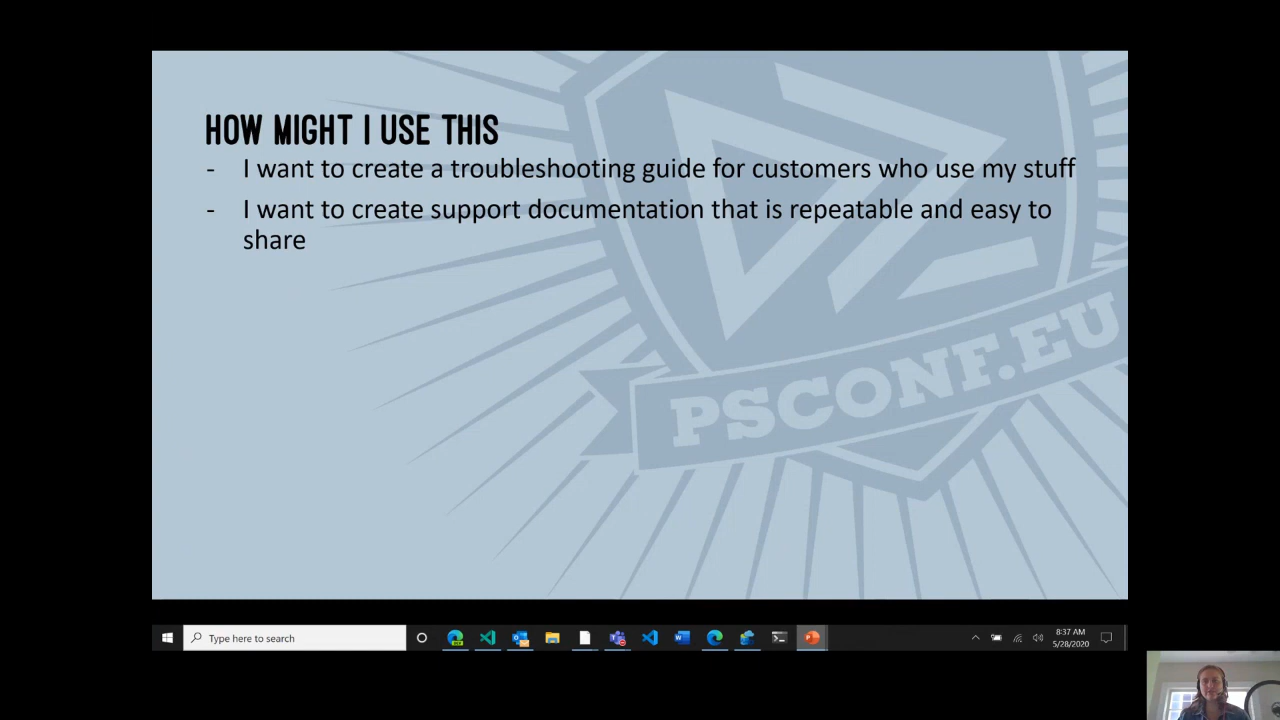 HOW MIGHT I USE THIS
- I want to create a troubleshooting guide for customers who use my stuff
- I want to create support documentation that is repeatable and easy to
share
PSCONF.EU
Type here to search
8:37 AM
5/28/2020